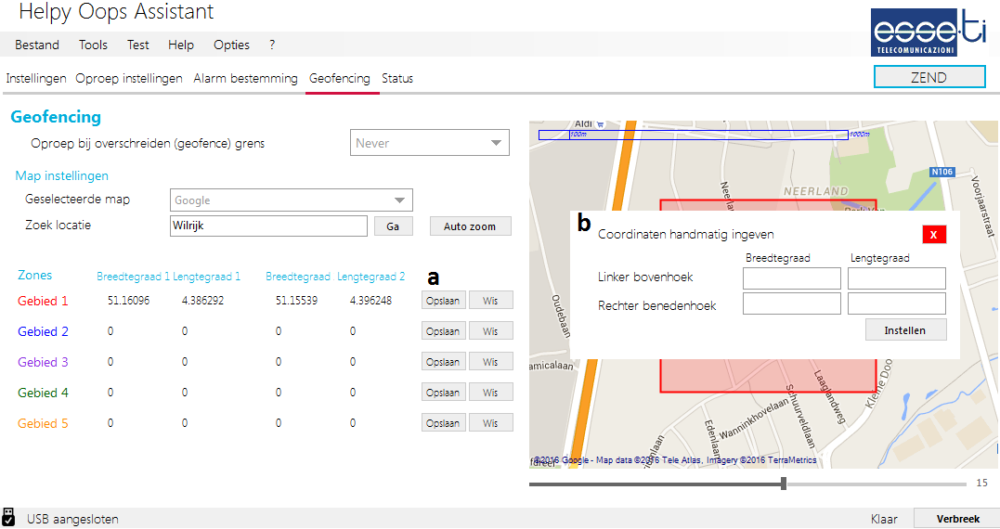 Helpy Oops Assistant
esse-ti
TELECOMUNICAZIONI
Bestand Tools Test Help Opties ?
Instellingen Oproep instellingen Alarm bestemming Geofencing Status
ZEND
Geofencing
Oproep bij overschreiden (geofence) grens Never
Map instellingen
Geselecteerde map Google
Zoek locatie Wilrijk Ga Auto zoom
Zones Breedtegraad 1 Lengtegraad 1 Breedtegraad Lengtegraad 2 a
Gebied 1 51.16096 4.386292 51.15539 4.396248 Opslaan Wis
Gebied 2 0 0 0 0 Opslaan Wis
Gebied 3 0 0 0 0 Opslaan Wis
Gebied 4 0 0 0 0 Opslaan Wis
Gebied 5 0 0 0 0 Opslaan Wis
Aldi
100m 1000m
N106
NEERLAND
Voorjaarstraat
Neerla
b
Coordinaten handmatig ingeven X
Breedtegraad Lengtegraad
Linker bovenhoek
Rechter benedenhoek
Instellen
Oudebaan
amicalaan
Laaglandweg
Kleine Doo
Wanninkhovelaan
Schuurveldlaan
Edenlaan
©2016 Google - Map data ©2016 Tele Atlas, Imagery ©2016 TerraMetrics
15
USB aangesloten Klaar Verbreek